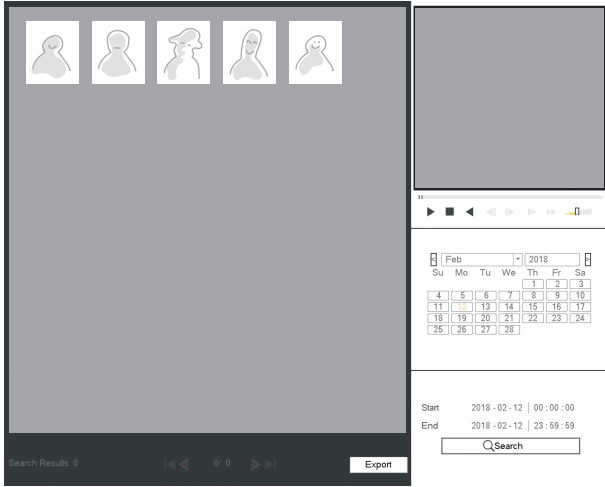 < Feb 2018 >
Su Mo Tu We Th Fr Sa
1 2 3
4 5 6 7 8 9 10
11 12 13 14 15 16 17
18 19 20 21 22 23 24
25 26 27 28
Start 2018 - 02 - 12 00 : 00 : 00
End 2018 - 02 - 12 23 : 59 : 59
Search
Search Results 0 0/ 0 Export